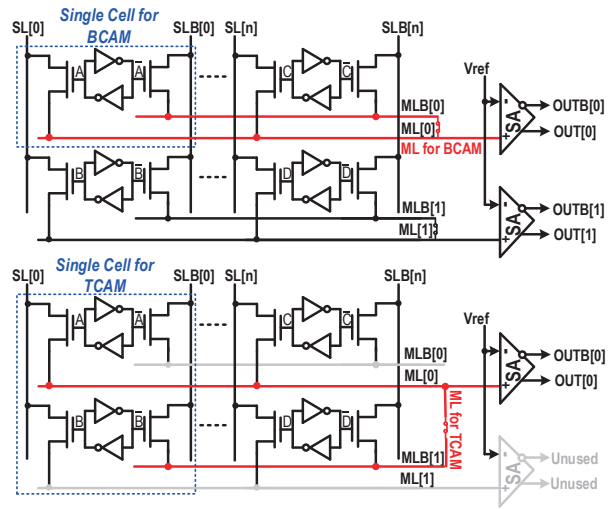 Single Cell for
BCAM
SL[0] SLB[0] SL[n] SLB[n]
A A̅ C C̅
Vref
- SA + OUTB[0]
OUT[0]
MLB[0]
ML[0]
ML for BCAM
B B̅ D D̅
MLB[1]
ML[1]
- SA + OUTB[1]
OUT[1]
Single Cell for
TCAM
SL[0] SLB[0] SL[n] SLB[n]
A A̅ C C̅
Vref
- SA + OUTB[0]
OUT[0]
MLB[0]
ML[0]
ML for TCAM
B B̅ D D̅
MLB[1]
ML[1]
- SA + Unused
Unused